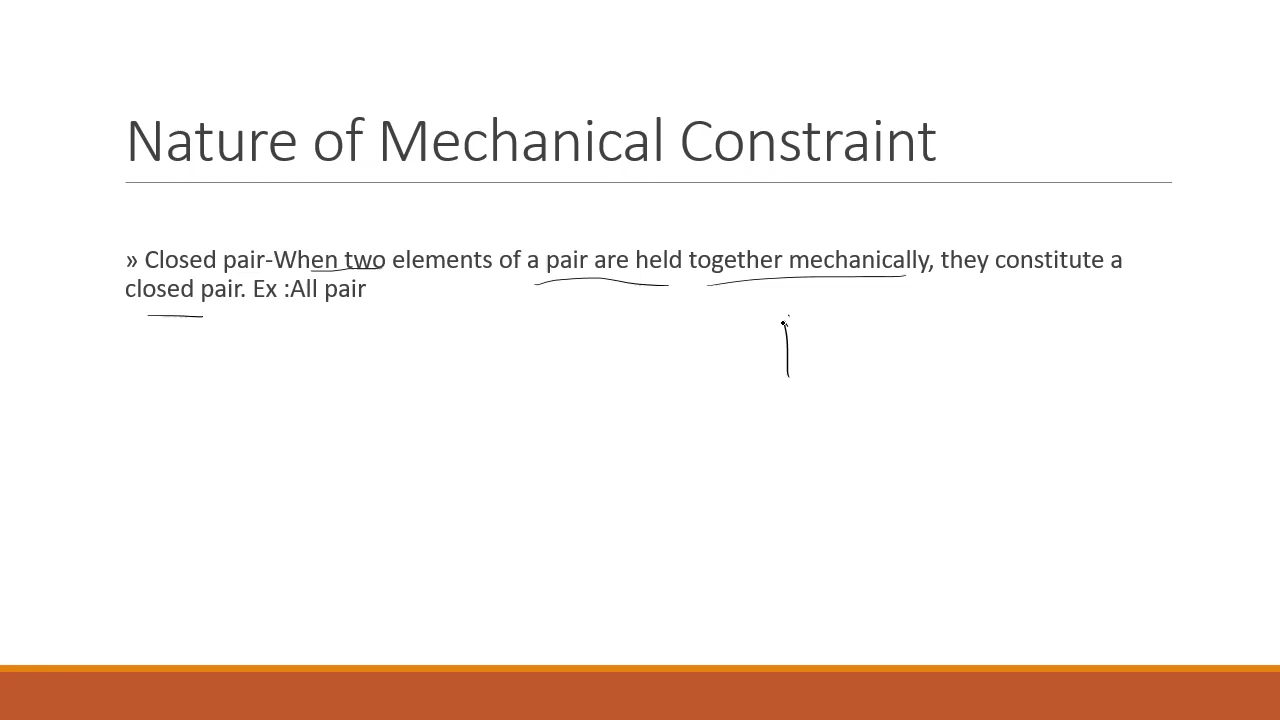 Nature of Mechanical Constraint
» Closed pair-When two elements of a pair are held together mechanically, they constitute a
closed pair. Ex :All pair